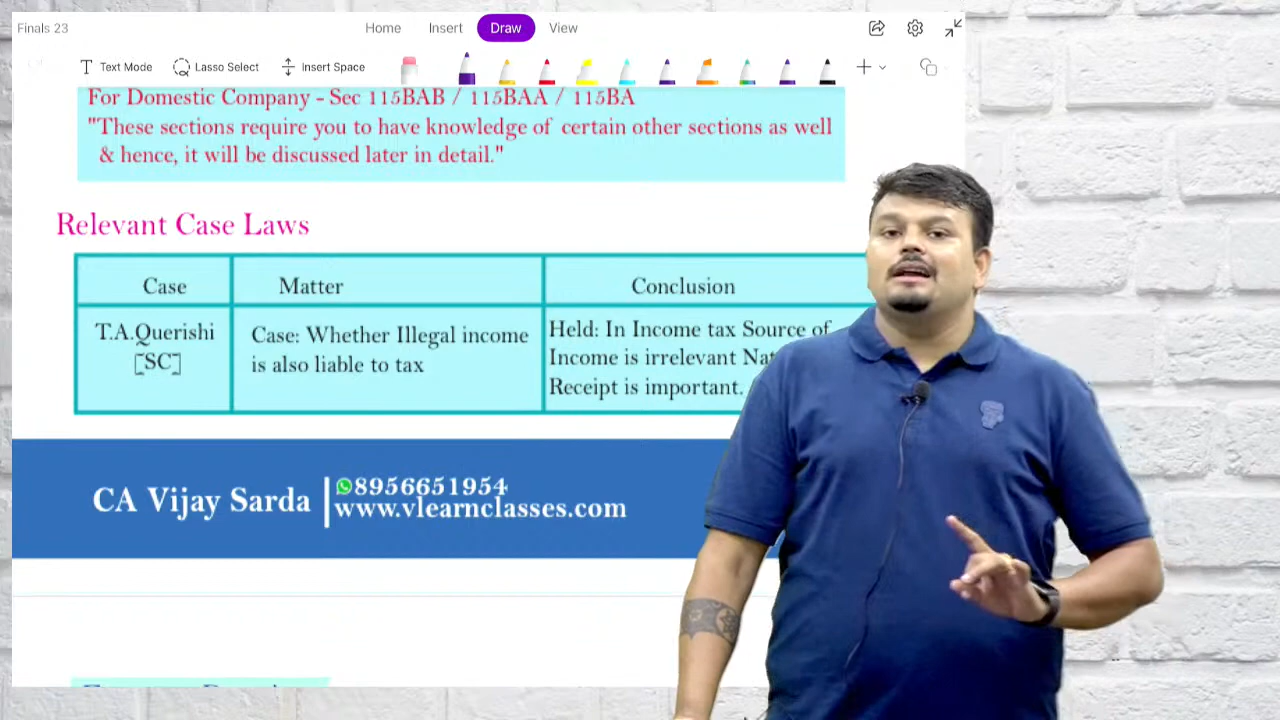 Finals 23
Home Insert Draw View
Text Mode Lasso Select Insert Space
For Domestic Company - Sec 115BAB / 115BAA / 115BA
"These sections require you to have knowledge of certain other sections as well
& hence, it will be discussed later in detail."
Relevant Case Laws
Case Matter Conclusion
T.A.Querishi
[SC]
Case: Whether Illegal income
is also liable to tax
Held: In Income tax Source of
Income is irrelevant
Receipt is important.
CA Vijay Sarda
8956651954
www.vlearnclasses.com